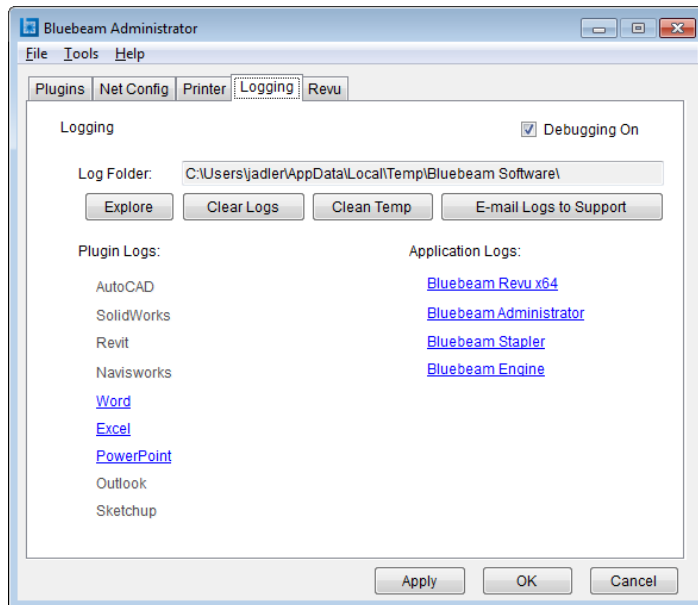 Bluebeam Administrator
File Tools Help
Plugins Net Config Printer Logging Revu
Logging
Debugging On
Log Folder: C:\Users\jadler\AppData\Local\Temp\Bluebeam Software\
Explore Clear Logs Clean Temp E-mail Logs to Support
Plugin Logs:
AutoCAD
SolidWorks
Revit
Navisworks
Word
Excel
PowerPoint
Outlook
Sketchup
Application Logs:
Bluebeam Revu x64
Bluebeam Administrator
Bluebeam Stapler
Bluebeam Engine
Apply OK Cancel